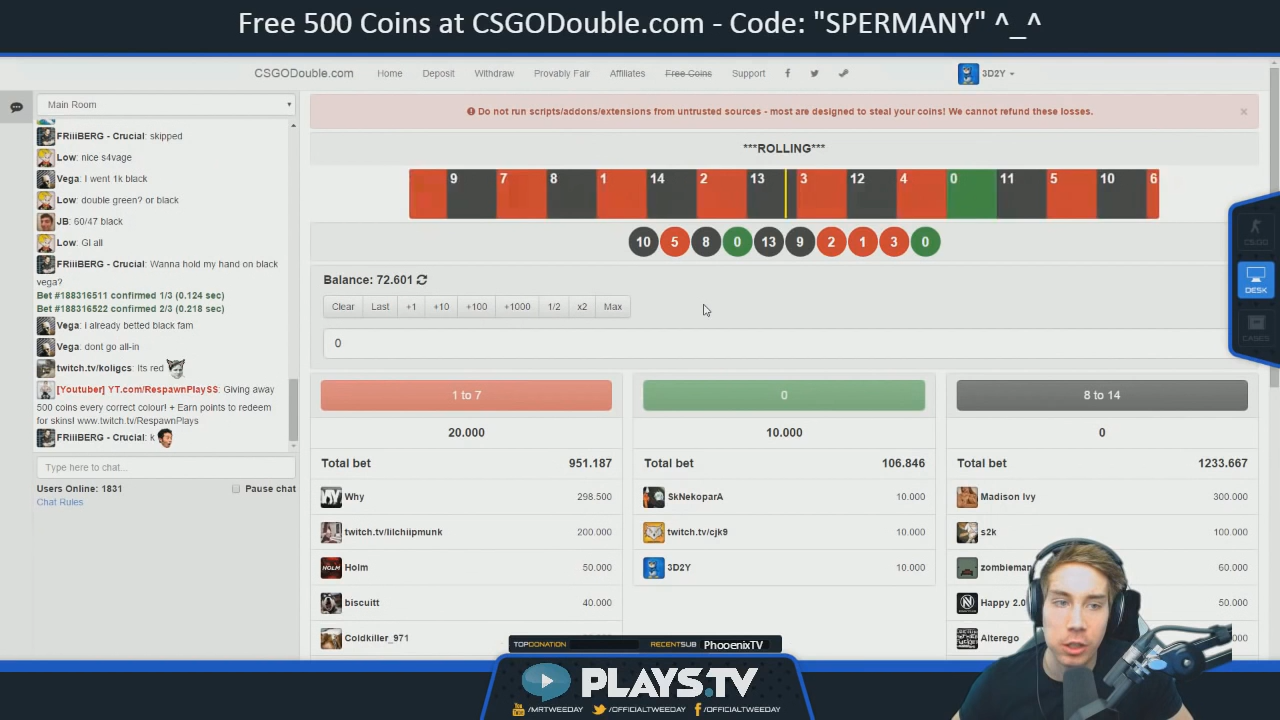 Free 500 Coins at CSGODouble.com - Code: "SPERMANY" ^_^
CSGODouble.com Home Deposit Withdraw Provably Fair Affiliates Free Coins Support 3D2Y
Main Room
Do not run scripts/addons/extensions from untrusted sources - most are designed to steal your coins! We cannot refund these losses. ×
FRiiiBERG - Crucial: skipped
Low: nice s4vage
Vega: I went 1k black
Low: double green? or black
JB: 60/47 black
Low: Gl all
FRiiiBERG - Crucial: Wanna hold my hand on black
vega?
Bet #188316511 confirmed 1/3 (0.124 sec)
Bet #188316522 confirmed 2/3 (0.218 sec)
Vega: i already betted black fam
Vega: dont go all-in
twitch.tv/koligcs: Its red
[Youtuber] YT.com/RespawnPlaySS: Giving away
500 coins every correct colour! + Earn points to redeem
for skins! www.twitch.tv/RespawnPlays
FRiiiBERG - Crucial: k
Type here to chat...
Users Online: 1831 Pause chat
Chat Rules
***ROLLING***
9 7 8 1 14 2 13 3 12 4 0 11 5 10 6
10 5 8 0 13 9 2 1 3 0
Balance: 72.601
Clear Last +1 +10 +100 +1000 1/2 x2 Max
0
1 to 7 0 8 to 14
20.000 10.000 0
Total bet 951.187 Total bet 106.846 Total bet 1233.667
Why 298.500 SkNekoparA 10.000 Madison Ivy 300.000
twitch.tv/lilchiipmunk 200.000 twitch.tv/cjk9 10.000 s2k 100.000
Holm 50.000 3D2Y 10.000 zombieman 60.000
biscuitt 40.000 Happy 2.0 50.000
Coldkiller_971 Alterego
CSGO
DESK
CASES
TOPDONATION RECENTSUB PhooenixTV
PLAYS.TV
/MRTWEEDAY /OFFICIALTWEEDAY /OFFICIALTWEEDAY